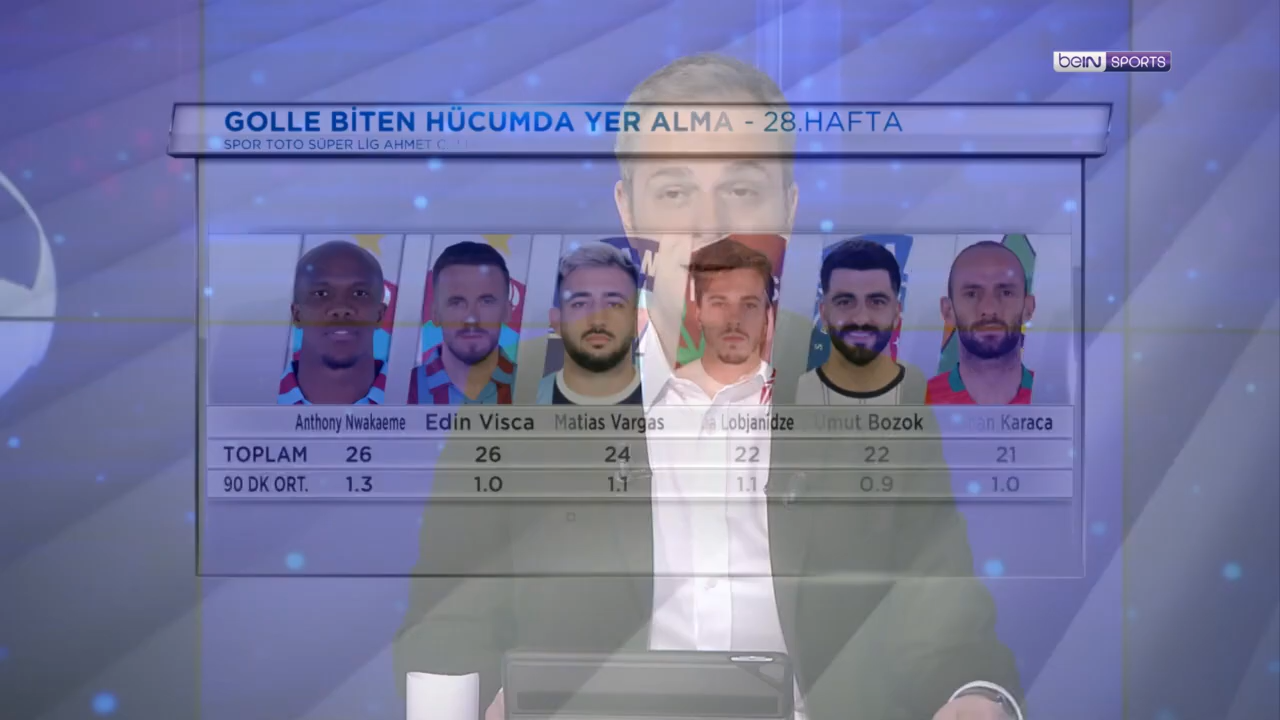 beIN SPORTS
GOLLE BİTEN HÜCUMDA YER ALMA - 28.HAFTA
SPOR TOTO SÜPER LİG AHMET
Anthony Nwakaeme Edin Visca Matias Vargas Lobjanidze Umut Bozok Karaca
TOPLAM 26 26 24 22 22 21
90 DK ORT. 1.3 1.0 1.1 1.1 0.9 1.0